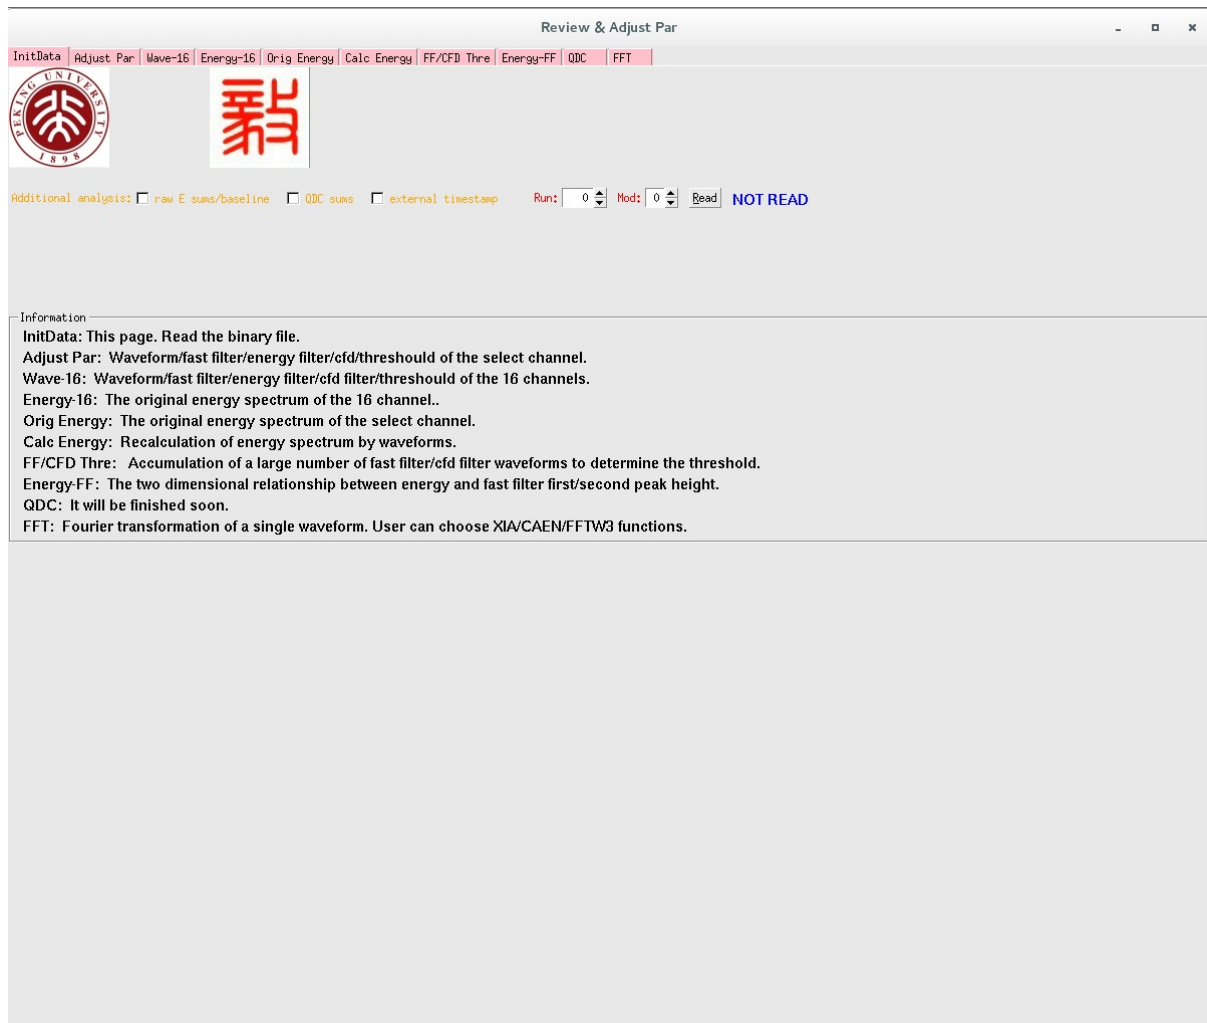 Review & Adjust Par
InitData Adjust Par Wave-16 Energy-16 Orig Energy Calc Energy FF/CFD Thre Energy-FF QDC FFT
PEKING UNIVERSITY
1898
毅
Additional analysis: raw E sums/baseline QDC sums external timestamp Run: 0 Mod: 0 Read NOT READ
Information
InitData: This page. Read the binary file.
Adjust Par: Waveform/fast filter/energy filter/cfd/threshould of the select channel.
Wave-16: Waveform/fast filter/energy filter/cfd filter/threshould of the 16 channels.
Energy-16: The original energy spectrum of the 16 channel..
Orig Energy: The original energy spectrum of the select channel.
Calc Energy: Recalculation of energy spectrum by waveforms.
FF/CFD Thre: Accumulation of a large number of fast filter/cfd filter waveforms to determine the threshold.
Energy-FF: The two dimensional relationship between energy and fast filter first/second peak height.
QDC: It will be finished soon.
FFT: Fourier transformation of a single waveform. User can choose XIA/CAEN/FFTW3 functions.